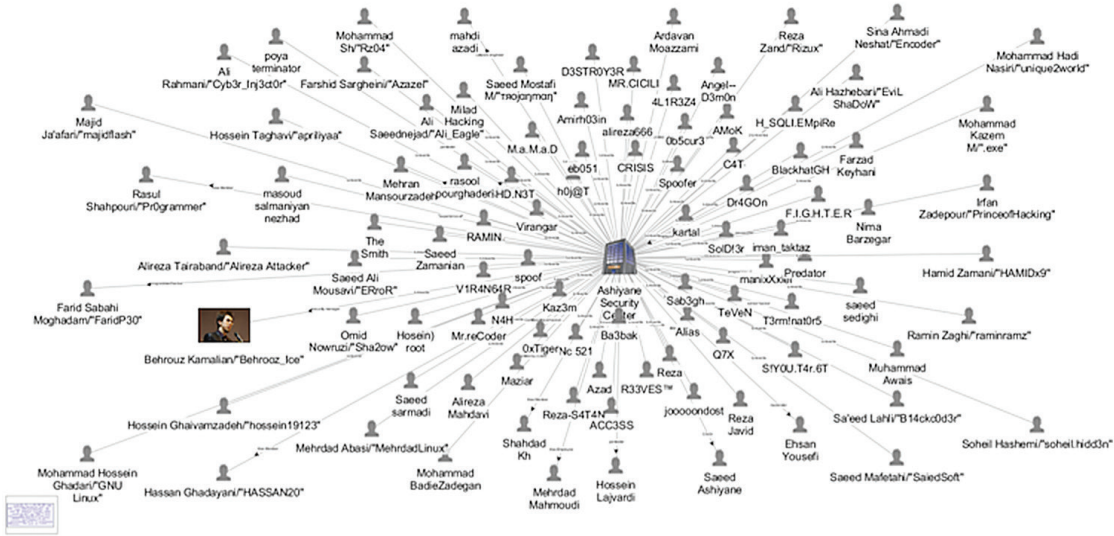 Mohammad
Sh/"Rz04"
mahdi
azadi
Ardavan
Moazzami
Reza
Zand/"Rizux"
Sina Ahmadi
Neshat/"Encoder"
Mohammad Hadi
Nasiri/"unique2world"
Ali
Rahmani/"Cyb3r_Inj3ct0r"
poya
terminator
Farshid Sargheini/"Azazel"
Saeed Mostafi
D3STR0Y3R
MR.CICILI
4L1R3Z4
Angel--
D3m0n
Ali Hazhebari/"EviL
ShaDoW"
Majid
Ja'afari/"majidflash"
Hossein Taghavi/"apriliyaa"
Ali
Saeednejad/"Ali_Eagle"
Milad
Hacking
M.a.M.a.D
Amirh03in
alireza666
0b5cur3
AMoK
H_SQLI.EMpiRe
Mohammad
Kazem
M/".exe"
Rasul
Shahpouri/"Pr0grammer"
masoud
salmaniyan
nezhad
Mehran
Mansourzadeh
rasool
pourghaderi
HD.N3T
eb051
h0j@T
CRISIS
Spoofer
C4T
BlackhatGH
Farzad
Keyhani
Dr4GOn
F.I.G.H.T.E.R
Nima
Barzegar
Irfan
Zadepour/"PrinceofHacking"
Alireza Tairaband/"Alireza Attacker"
The
Smith
Saeed
Zamanian
RAMIN
Virangar
kartal
SolD!3r
iman_taktaz
Hamid Zamani/"HAMIDx9"
Farid Sabahi
Moghadam/"FaridP30"
Saeed Ali
Mousavi/"ERroR"
V1R4N64R
spoof
Ashiyane
Security
Center
Sab3gh
Predator
saeed
sedighi
Behrouz Kamalian/"Behrooz_Ice"
Omid
Nowruzi/"Sha2ow"
Hosein)
root
Mr.reCoder
N4H
Kaz3m
0xTiger
Nc 521
Ba3bak
Alias
TeVeN
T3rm!nat0r5
Ramin Zaghi/"raminramz"
Q7X
S!Y0U.T4r.6T
Muhammad
Awais
Saeed
sarmadi
Alireza
Mahdavi
Maziar
Azad
R33VES™
Reza
Hossein Ghaivamzadeh/"hossein19123"
Mehrdad Abasi/"MehrdadLinux"
Reza-S4T4N
ACC3SS
jooooondost
Reza
Javid
Sa'eed Lahli/"B14ckc0d3r"
Soheil Hashemi/"soheil.hidd3n"
Mohammad Hossein
Ghadari/"GNU
Linux"
Hassan Ghadayani/"HASSAN20"
Mohammad
BadieZadegan
Shahdad
Kh
Mehrdad
Mahmoudi
Hossein
Lajvardi
Saeed
Ashiyane
Ehsan
Yousefi
Saeed Mafetahi/"SaiedSoft"